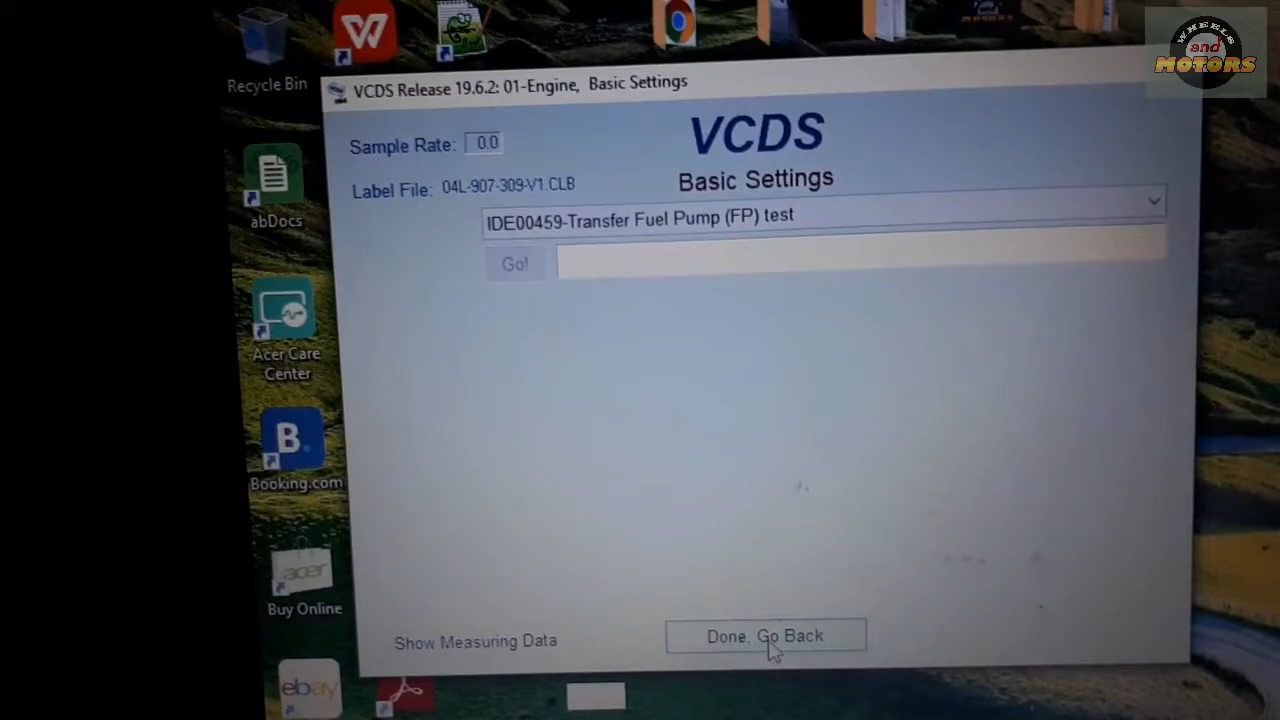 WHEELS
and
MOTORS
Recycle Bin
VCDS Release 19.6.2: 01-Engine, Basic Settings
Sample Rate: 0.0
VCDS
Label File: 04L-907-309-V1.CLB
Basic Settings
abDocs
IDE00459-Transfer Fuel Pump (FP) test
Go!
Acer Care
Center
B.
Booking.com
acer
Buy Online
Show Measuring Data
Done, Go Back
ebay